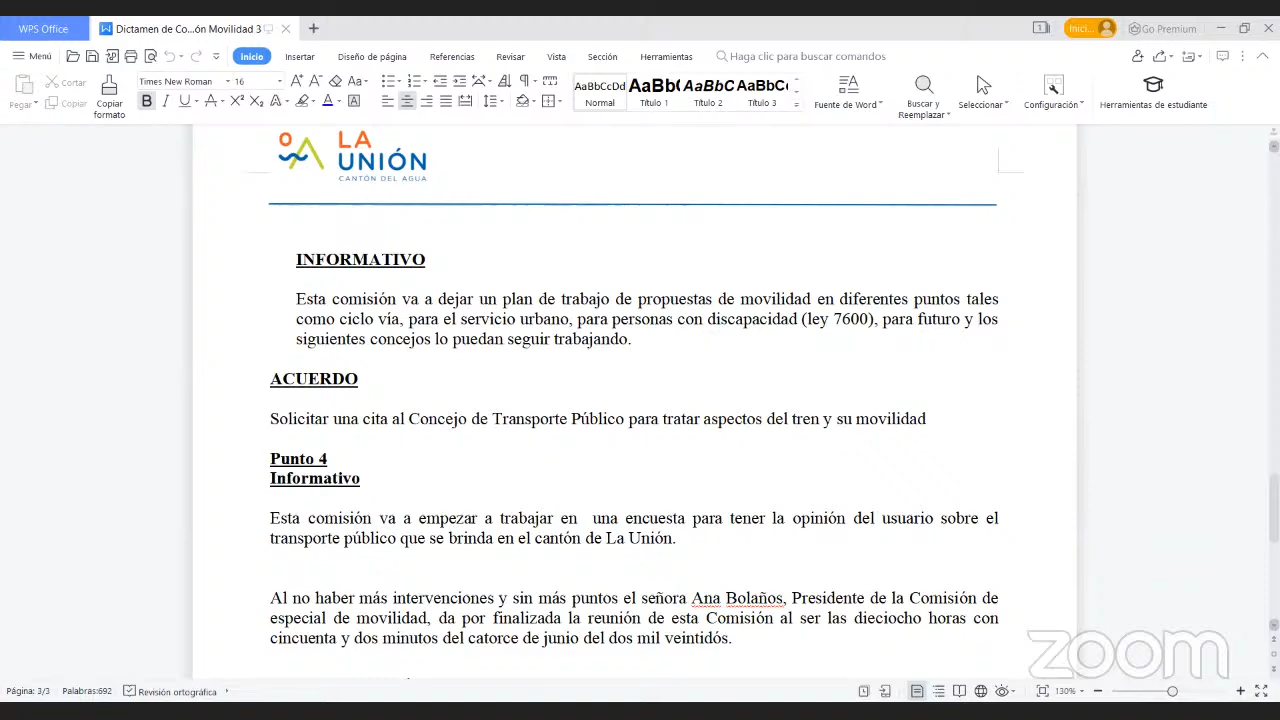 WPS Office
Dictamen de Co...ón Movilidad 3
Inici...
Go Premium
Menú
Inicio
Insertar
Diseño de página
Referencias
Revisar
Vista
Sección
Herramientas
Haga clic para buscar comandos
Pegar
Cortar
Copiar
Copiar formato
Times New Roman
16
AaBbCcDd
Normal
AaBb(
Título 1
AaBbCc
Título 2
AaBbCc
Título 3
Fuente de Word
Buscar y Reemplazar
Seleccionar
Configuración
Herramientas de estudiante
LA
UNIÓN
CANTÓN DEL AGUA
INFORMATIVO
Esta comisión va a dejar un plan de trabajo de propuestas de movilidad en diferentes puntos tales
como ciclo vía, para el servicio urbano, para personas con discapacidad (ley 7600), para futuro y los
siguientes concejos lo puedan seguir trabajando.
ACUERDO
Solicitar una cita al Concejo de Transporte Público para tratar aspectos del tren y su movilidad
Punto 4
Informativo
Esta comisión va a empezar a trabajar en una encuesta para tener la opinión del usuario sobre el
transporte público que se brinda en el cantón de La Unión.
Al no haber más intervenciones y sin más puntos el señora Ana Bolaños, Presidente de la Comisión de
especial de movilidad, da por finalizada la reunión de esta Comisión al ser las dieciocho horas con
cincuenta y dos minutos del catorce de junio del dos mil veintidós.
zoom
Página: 3/3
Palabras:692
Revisión ortográfica
130%